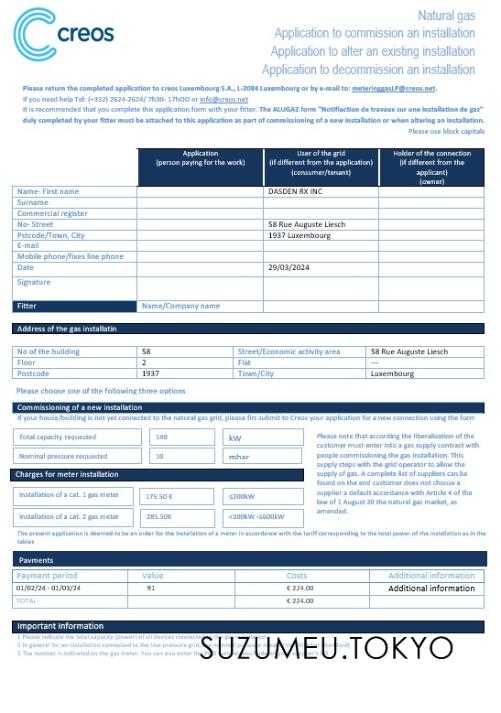 creos
Natural gas
Application to commission an installation
Application to alter an existing installation
Application to decommission an installation
Please return the completed application to creos Luxembourg S.A., L-2084 Luxembourg or by e-mail to: meteringgasLP@creos.net.
If you need help Tel: (+352) 2624-2624/ 7h30- 17hOO or info@creos.net
It is recommended that you complete this application form with your fitter. The ALUGAZ form "Notifiaction de travaus sur une installation de gaz"
duly completed by your fitter must be attached to this application as part of commissioning of a new installation or when altering an installation.
Please use block capitals
Application
(person paying for the work)
User of the grid
(if different from the application)
(consumer/tenant)
Holder of the connection
(if different from the
applicant)
(owner)
Name- First name DASDEN RX INC
Surname
Commercial register
No- Street 58 Rue Auguste Liesch
Pstcode/Town, City 1937 Luxembourg
E-mail
Mobile phone/fixes line phone
Date 29/03/2024
Signature
Fitter Name/Company name
Address of the gas installatin
No of the building 58 Street/Economic activity area 58 Rue Auguste Liesch
Floor 2 Flat ---
Postcode 1937 Town/City Luxembourg
Please choose one of the following three options
Commissioning of a new installation
If your house/building is not yet connected to the natural gas grid, please firs submit to Creos your application for a new connection using the form
Total capacity requested 140 kW
Nominal pressure requested 10 mbar
Charges for meter installation
Installation of a cat. 1 gas meter 175.50 € ≤200kW
Installation of a cat. 2 gas meter 285.50€ <200kW -≤600kW
Please note that according the liberalization of the
customer must enter into a gas supply contract with
people commissioning the gas installation. This
supply steps with the grid operator to allow the
supply of gas. A complete list of suppliers can be
found on the end customer does not choose a
supplier a default accordance with Article 4 of the
law of 1 August 20 the natural gas market, as
amended.
The present application is deemed to be an order for the installation of a meter in accordance with the tariff corresponding to the total power of the installation as in the
tables
Payments
Payment period Value Costs Additional information
01/02/24 - 01/03/24 91 € 224.00 Additional information
TOTAL € 224.00
Important information
1 Please indicate the total capacity (power) of all devices connected to the gas
2 In general for an installation connected to the low-pressure grid,
3 The number is indicated on the gas meter. You can also enter the
SUZUMEU.TOKYO